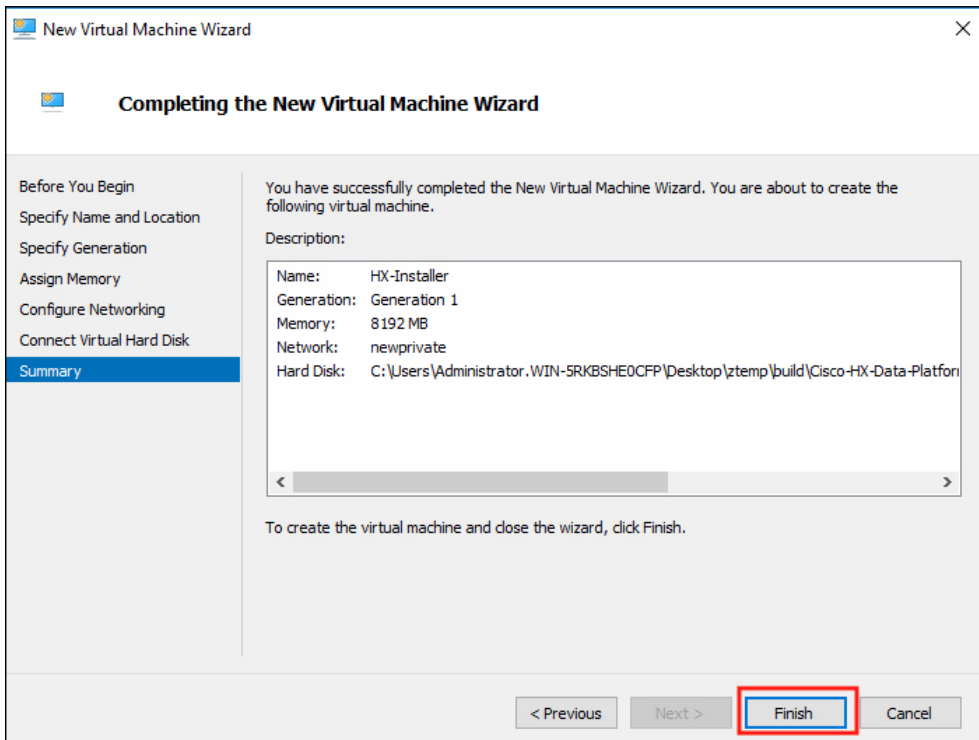 New Virtual Machine Wizard
Completing the New Virtual Machine Wizard
Before You Begin
Specify Name and Location
Specify Generation
Assign Memory
Configure Networking
Connect Virtual Hard Disk
Summary
You have successfully completed the New Virtual Machine Wizard. You are about to create the
following virtual machine.
Description:
Name: HX-Installer
Generation: Generation 1
Memory: 8192 MB
Network: newprivate
Hard Disk: C:\Users\Administrator.WIN-5RKBSHE0CFP\Desktop\ztemp\build\Cisco-HX-Data-Platfor
To create the virtual machine and close the wizard, click Finish.
< Previous Next > Finish Cancel